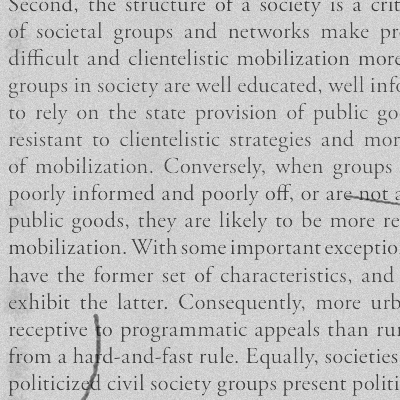 Second, the structure of a society is a crit
of societal groups and networks make pr
difficult and clientelistic mobilization more
groups in society are well educated, well info
to rely on the state provision of public go
resistant to clientelistic strategies and mor
of mobilization. Conversely, when groups
poorly informed and poorly off, or are not a
public goods, they are likely to be more re
mobilization. With some important exceptio
have the former set of characteristics, and
exhibit the latter. Consequently, more urb
receptive to programmatic appeals than rur
from a hard-and-fast rule. Equally, societies
politicized civil society groups present politi